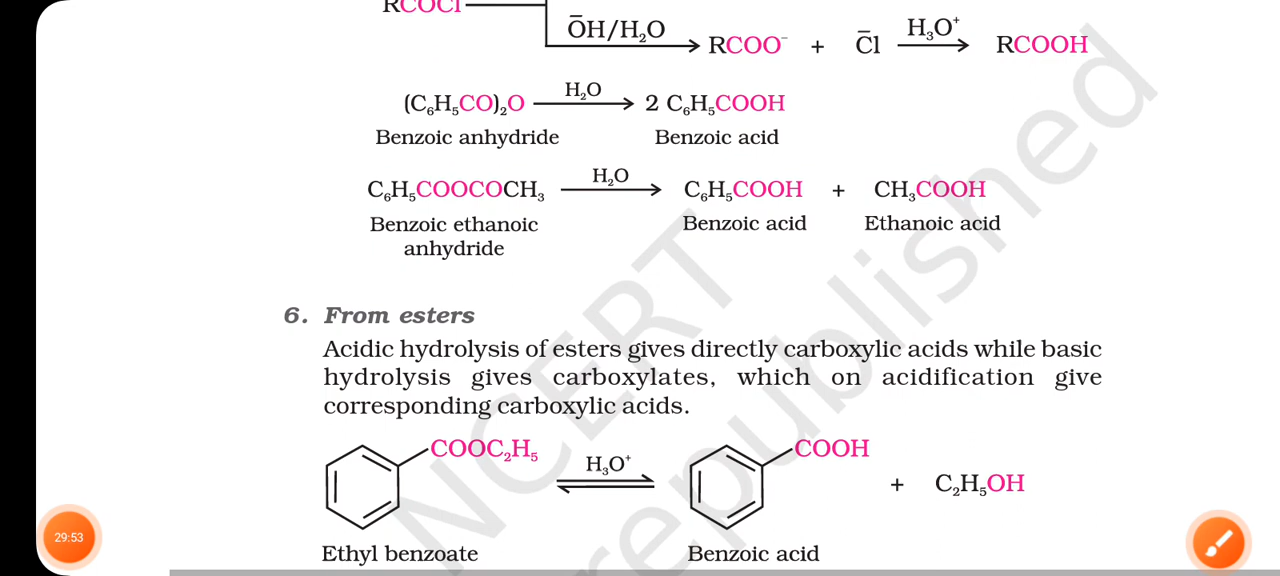 RCOCl
ŌH/H₂O
RCOO⁻ + C̄l
H₃O⁺
RCOOH
(C₆H₅CO)₂O
H₂O
2 C₆H₅COOH
Benzoic anhydride
Benzoic acid
C₆H₅COOCOCH₃
H₂O
C₆H₅COOH + CH₃COOH
Benzoic ethanoic
anhydride
Benzoic acid
Ethanoic acid
6. From esters
Acidic hydrolysis of esters gives directly carboxylic acids while basic
hydrolysis gives carboxylates, which on acidification give
corresponding carboxylic acids.
COOC₂H₅
H₃O⁺
COOH
+ C₂H₅OH
Ethyl benzoate
Benzoic acid
29:53
NCERT
republished